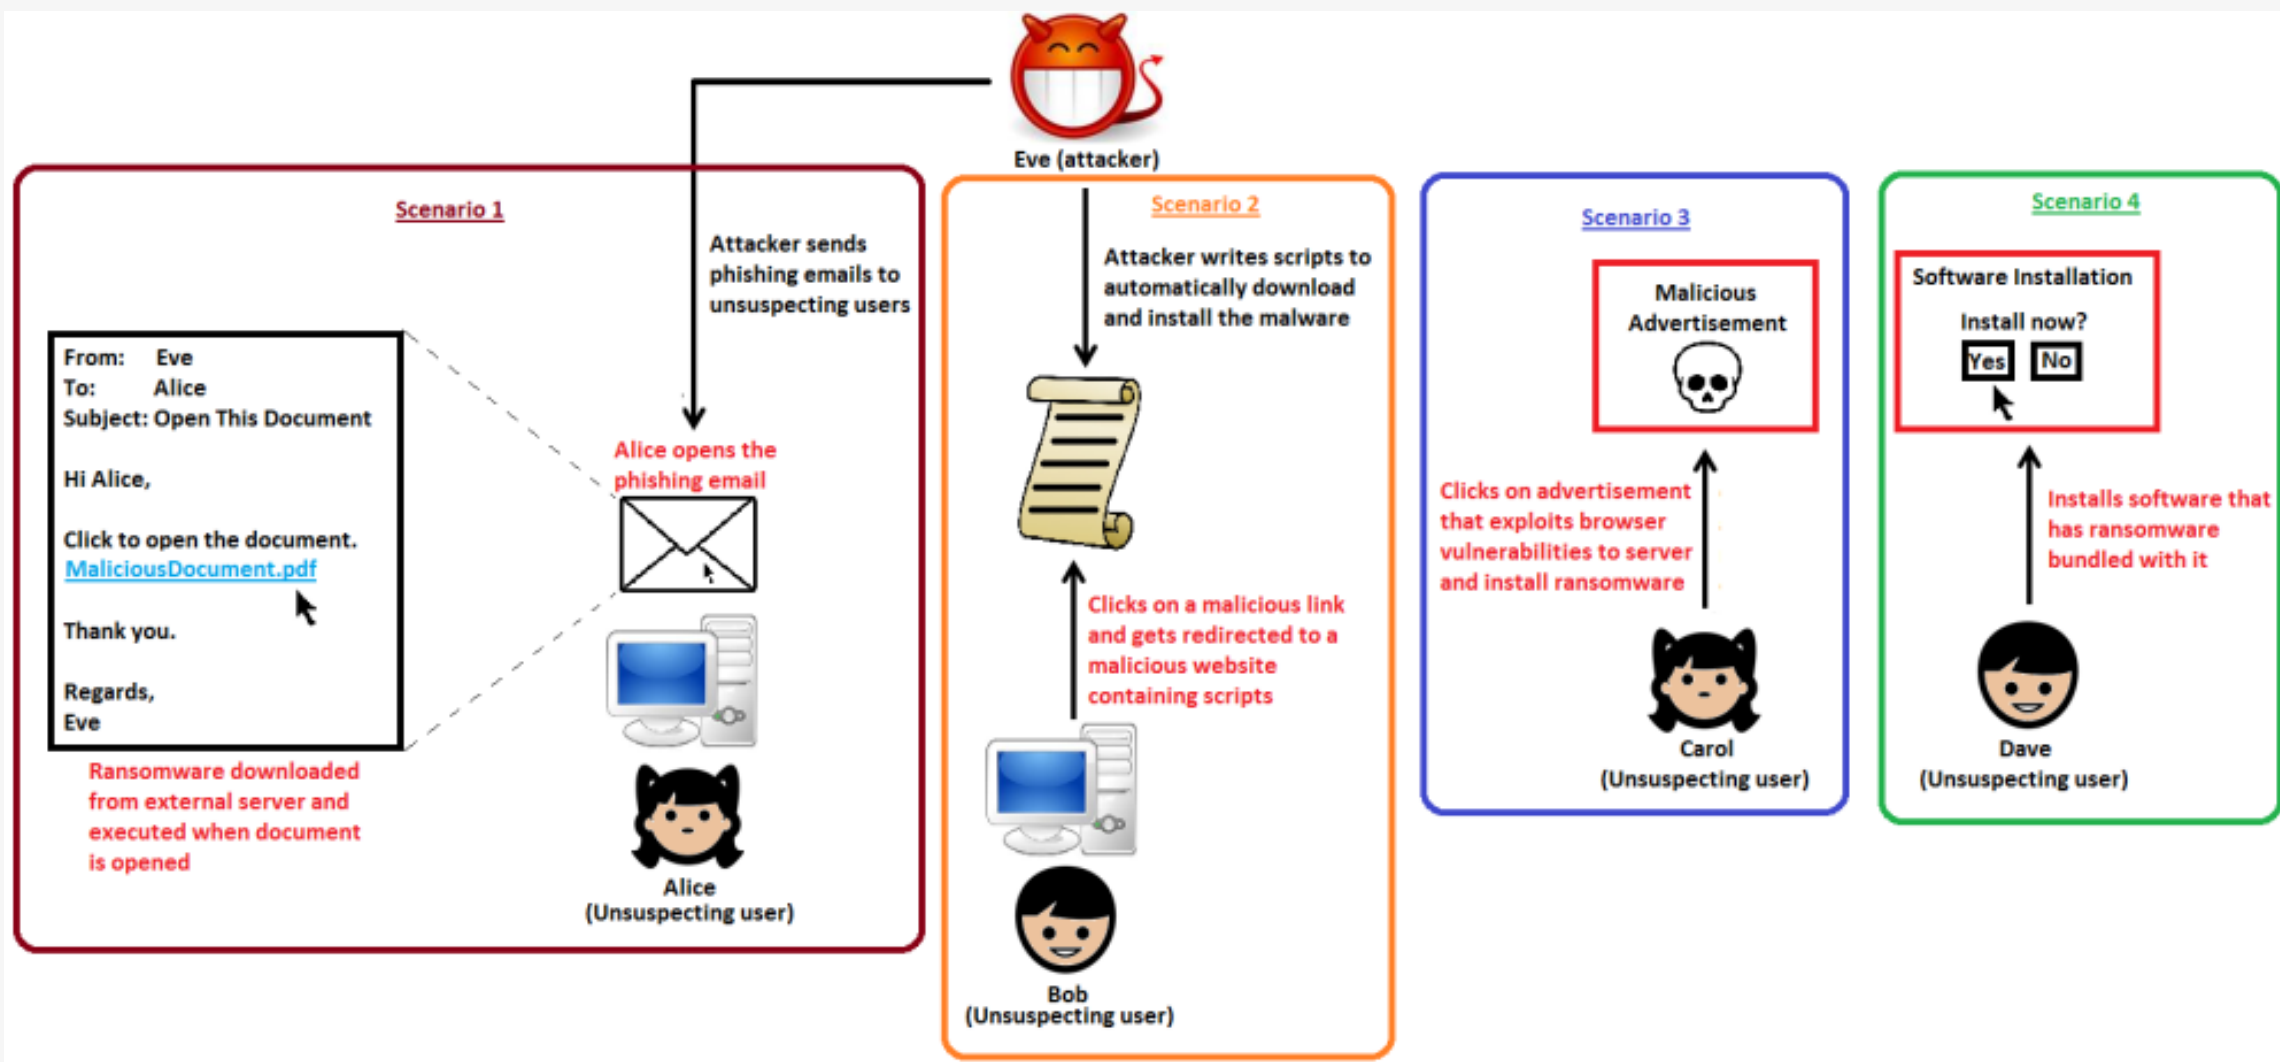 Eve (attacker)
Scenario 1
Attacker sends
phishing emails to
unsuspecting users
From: Eve
To: Alice
Subject: Open This Document
Hi Alice,
Click to open the document.
MaliciousDocument.pdf
Thank you.
Regards,
Eve
Ransomware downloaded
from external server and
executed when document
is opened
Alice opens the
phishing email
Alice
(Unsuspecting user)
Scenario 2
Attacker writes scripts to
automatically download
and install the malware
Clicks on a malicious link
and gets redirected to a
malicious website
containing scripts
Bob
(Unsuspecting user)
Scenario 3
Malicious
Advertisement
Clicks on advertisement
that exploits browser
vulnerabilities to server
and install ransomware
Carol
(Unsuspecting user)
Scenario 4
Software Installation
Install now?
Yes No
Installs software that
has ransomware
bundled with it
Dave
(Unsuspecting user)